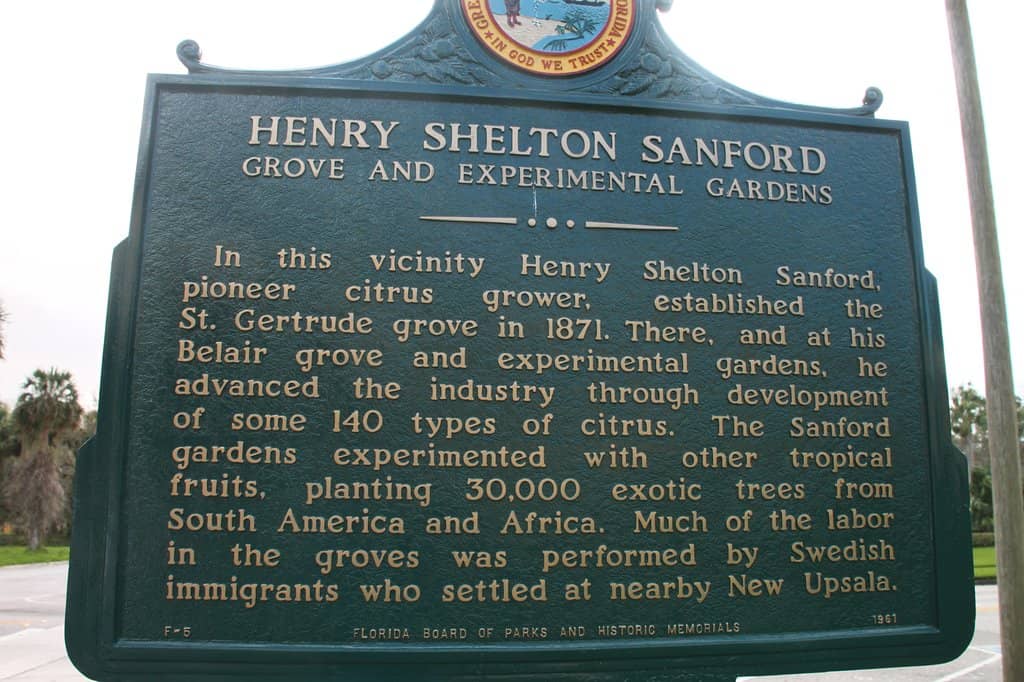 GRE
FLORIDA
★ IN GOD WE TRUST ★
HENRY SHELTON SANFORD
GROVE AND EXPERIMENTAL GARDENS
In this vicinity Henry Shelton Sanford,
pioneer citrus grower, established the
St. Gertrude grove in 1871. There, and at his
Belair grove and experimental gardens, he
advanced the industry through development
of some 140 types of citrus. The Sanford
gardens experimented with other tropical
fruits, planting 30,000 exotic trees from
South America and Africa. Much of the labor
in the groves was performed by Swedish
immigrants who settled at nearby New Upsala.
F-5 FLORIDA BOARD OF PARKS AND HISTORIC MEMORIALS 1961